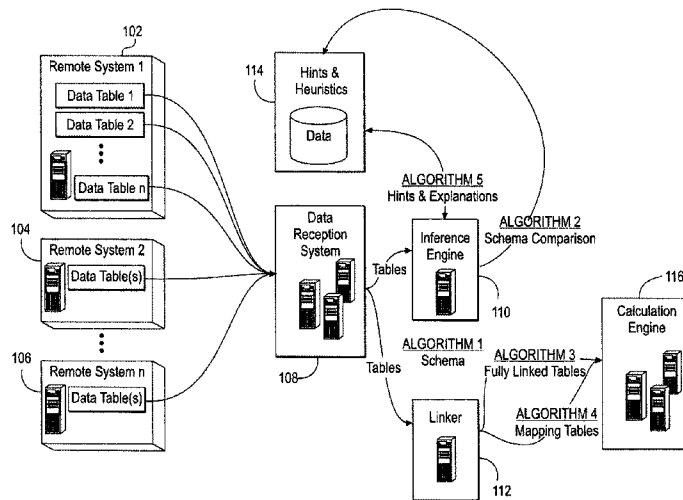 102
Remote System 1
Data Table 1
Data Table 2
Data Table n
104
Remote System 2
Data Table(s)
106
Remote System n
Data Table(s)
114
Hints &
Heuristics
Data
Data
Reception
System
108
Tables
Tables
ALGORITHM 5
Hints & Explanations
ALGORITHM 2
Schema Comparison
Inference
Engine
110
ALGORITHM 1
Schema
ALGORITHM 3
Fully Linked Tables
ALGORITHM 4
Mapping Tables
Linker
112
116
Calculation
Engine